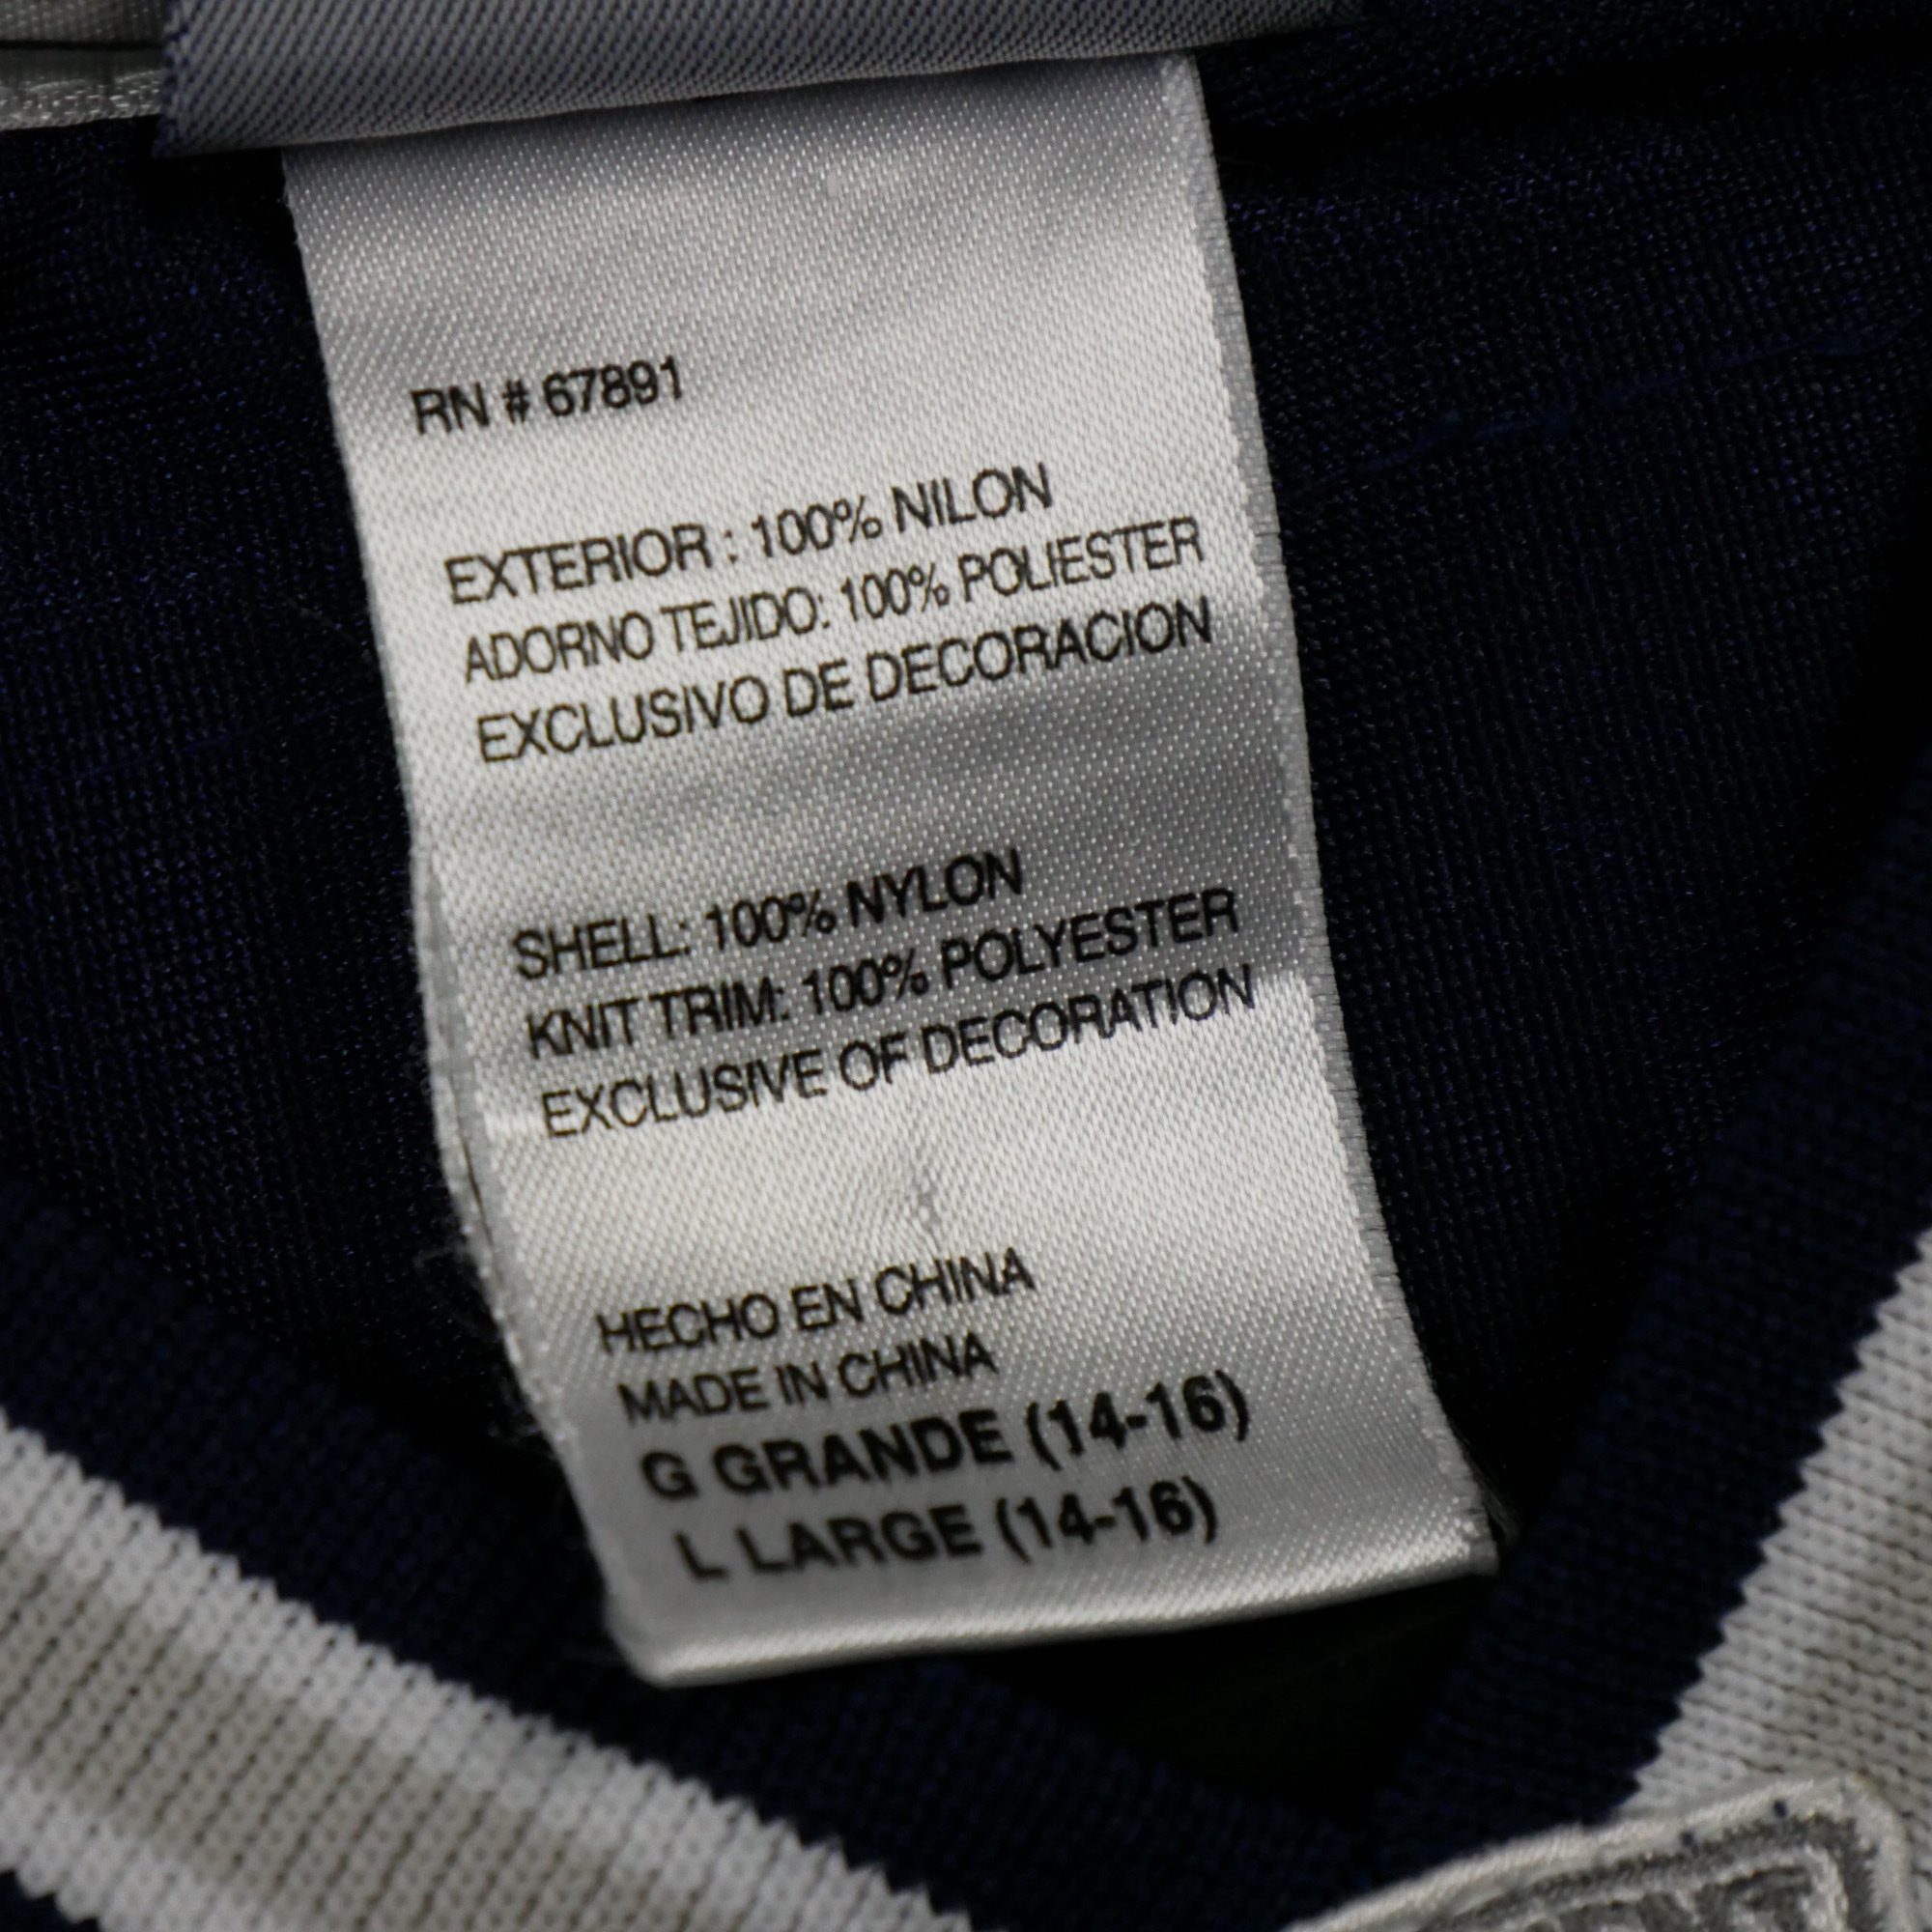 RN # 67891
EXTERIOR : 100% NILON
ADORNO TEJIDO: 100% POLIESTER
EXCLUSIVO DE DECORACION
SHELL: 100% NYLON
KNIT TRIM: 100% POLYESTER
EXCLUSIVE OF DECORATION
HECHO EN CHINA
MADE IN CHINA
G GRANDE (14-16)
L LARGE (14-16)